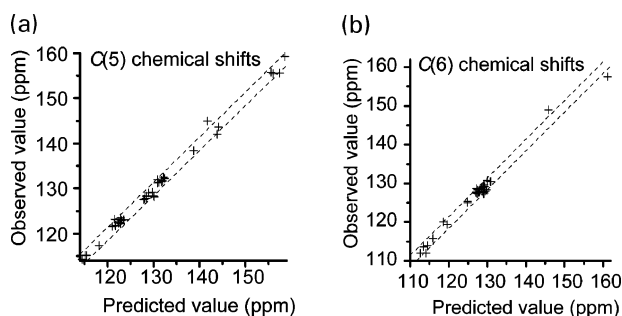 (a)
C(5) chemical shifts
Observed value (ppm)
160
150
140
130
120
120 130 140 150
Predicted value (ppm)
(b)
C(6) chemical shifts
Observed value (ppm)
160
150
140
130
120
110
110 120 130 140 150 160
Predicted value (ppm)